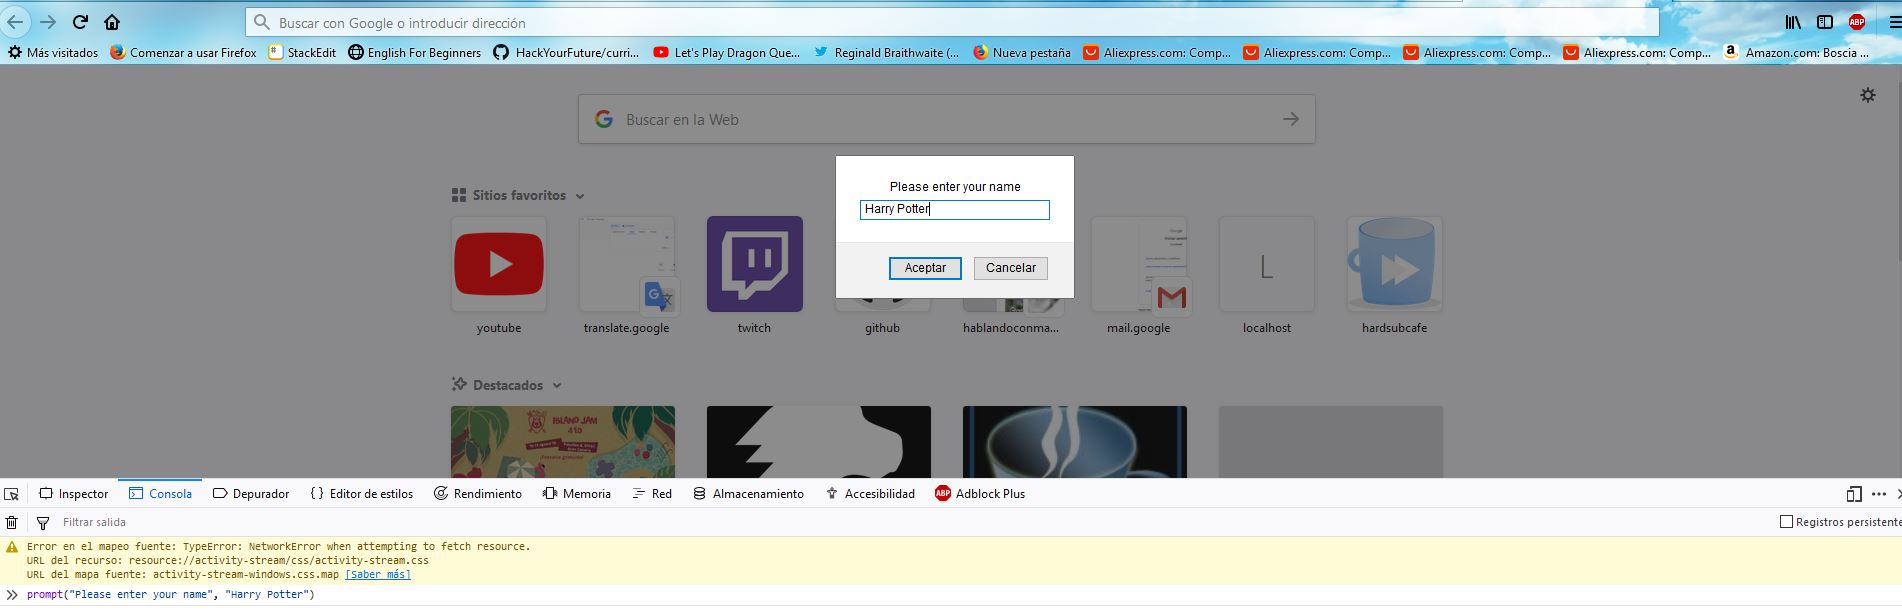 Buscar con Google o introducir dirección
ABP
Más visitados Comenzar a usar Firefox StackEdit English For Beginners HackYourFuture/curri... Let's Play Dragon Que... Reginald Braithwaite (... Nueva pestaña Aliexpress.com: Comp... Aliexpress.com: Comp... Aliexpress.com: Comp... Aliexpress.com: Comp... Amazon.com: Boscia ...
Buscar en la Web
Please enter your name
Harry Potter
Aceptar Cancelar
Sitios favoritos
L
youtube translate.google twitch github hablandoconma... mail.google localhost hardsubcafe
Destacados
ISLAND JAM
Inspector Consola Depurador Editor de estilos Rendimiento Memoria Red Almacenamiento Accesibilidad ABP Adblock Plus
Filtrar salida Registros persistente
Error en el mapeo fuente: TypeError: NetworkError when attempting to fetch resource.
URL del recurso: resource://activity-stream/css/activity-stream.css
URL del mapa fuente: activity-stream-windows.css.map [Saber más]
prompt("Please enter your name", "Harry Potter")